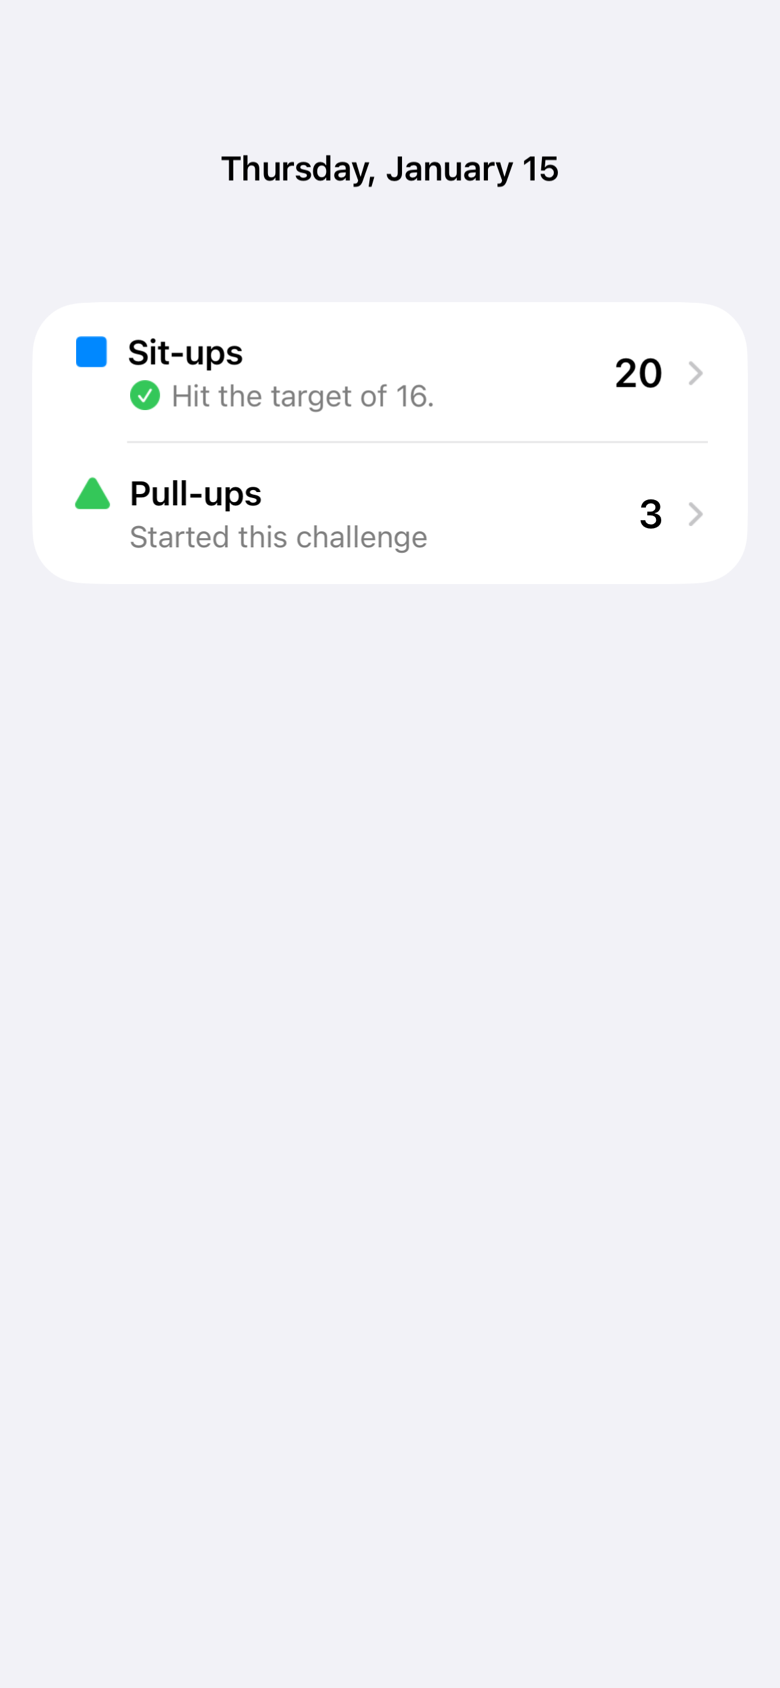 Thursday, January 15
Sit-ups
Hit the target of 16.
20
Pull-ups
Started this challenge
3